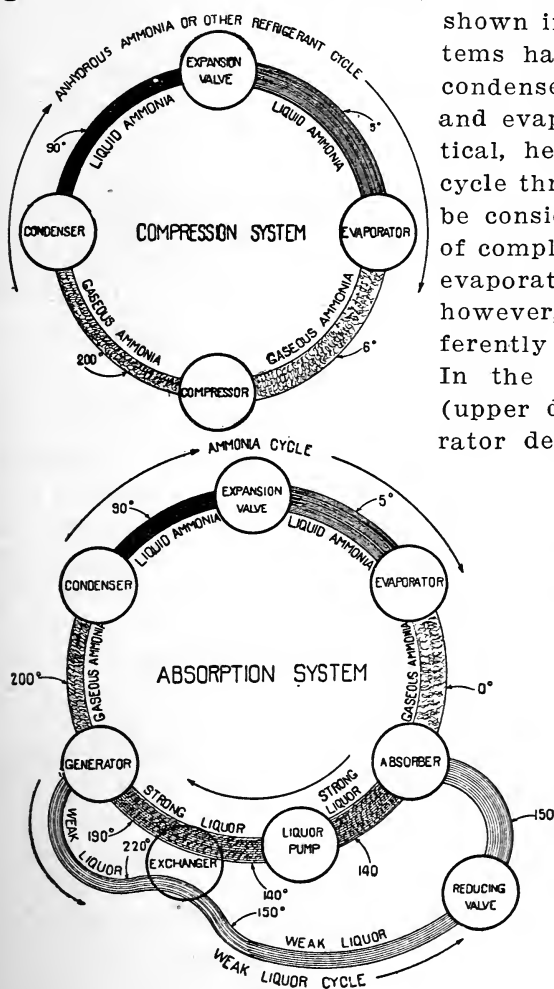 shown in
tems ha
condense
and evap
tical, he
cycle thr
be consi
of compl
evaporat
however,
ferently
In the
(upper d
rator de
ANHYDROUS AMMONIA OR OTHER REFRIGERANT CYCLE
EXPANSION
VALVE
LIQUID AMMONIA
LIQUID AMMONIA
90°
5°
CONDENSER
COMPRESSION SYSTEM
EVAPORATOR
GASEOUS AMMONIA
GASEOUS AMMONIA
200°
6°
COMPRESSOR
AMMONIA CYCLE
EXPANSION
VALVE
90°
5°
LIQUID AMMONIA
LIQUID AMMONIA
CONDENSER
EVAPORATOR
GASEOUS AMMONIA
GASEOUS AMMONIA
200°
ABSORPTION SYSTEM
0°
GENERATOR
ABSORBER
STRONG LIQUOR
STRONG LIQUOR
WEAK LIQUOR
190°
220°
EXCHANGER
LIQUOR
PUMP
140°
140
150
150°
REDUCING
VALVE
WEAK LIQUOR
WEAK LIQUOR CYCLE